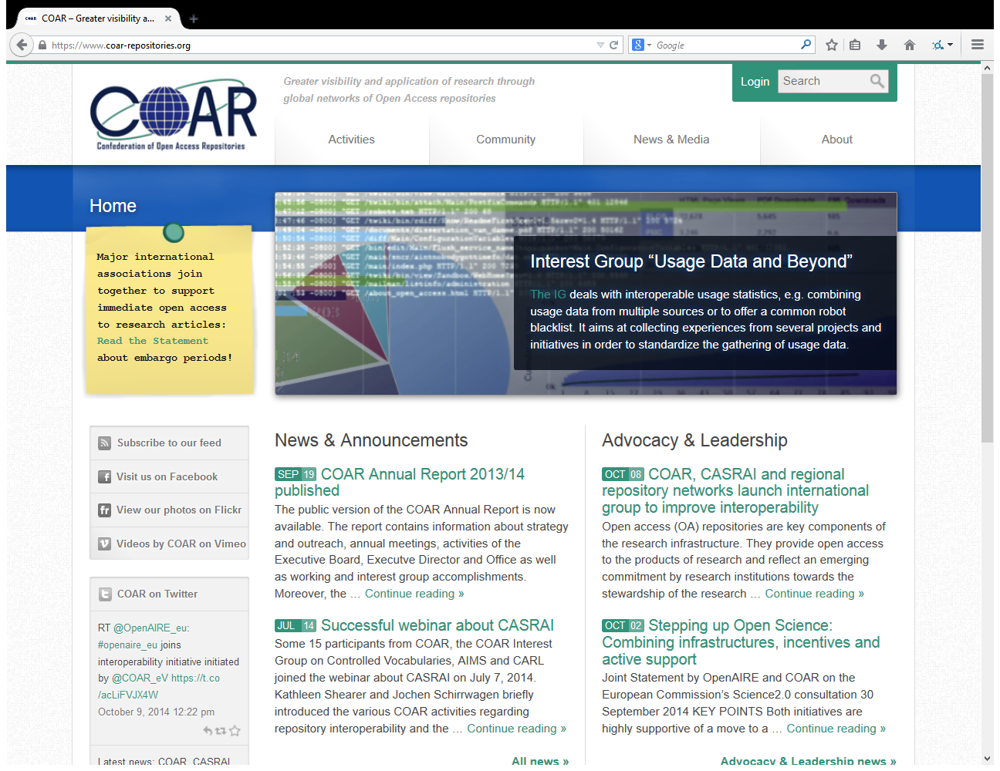 COAR – Greater visibility a...
https://www.coar-repositories.org
Google
COAR
Confederation of Open Access Repositories
Greater visibility and application of research through
global networks of Open Access repositories
Login
Search
Activities
Community
News & Media
About
Home
Major international
associations join
together to support
immediate open access
to research articles:
Read the Statement
about embargo periods!
Interest Group “Usage Data and Beyond”
The IG deals with interoperable usage statistics, e.g. combining
usage data from multiple sources or to offer a common robot
blacklist. It aims at collecting experiences from several projects and
initiatives in order to standardize the gathering of usage data.
Subscribe to our feed
Visit us on Facebook
View our photos on Flickr
Videos by COAR on Vimeo
COAR on Twitter
RT @OpenAIRE_eu:
#openaire_eu joins
interoperability initiative initiated
by @COAR_eV https://t.co
/acLiFVJX4W
October 9, 2014 12:22 pm
Latest news: COAR, CASRAI
News & Announcements
SEP 19 COAR Annual Report 2013/14
published
The public version of the COAR Annual Report is now
available. The report contains information about strategy
and outreach, annual meetings, activities of the
Executive Board, Executve Director and Office as well
as working and interest group accomplishments.
Moreover, the … Continue reading »
JUL 14 Successful webinar about CASRAI
Some 15 participants from COAR, the COAR Interest
Group on Controlled Vocabularies, AIMS and CARL
joined the webinar about CASRAI on July 7, 2014.
Kathleen Shearer and Jochen Schirrwagen briefly
introduced the various COAR activities regarding
repository interoperability and the … Continue reading »
All news »
Advocacy & Leadership
OCT 08 COAR, CASRAI and regional
repository networks launch international
group to improve interoperability
Open access (OA) repositories are key components of
the research infrastructure. They provide open access
to the products of research and reflect an emerging
commitment by research institutions towards the
stewardship of the research … Continue reading »
OCT 02 Stepping up Open Science:
Combining infrastructures, incentives and
active support
Joint Statement by OpenAIRE and COAR on the
European Commission’s Science2.0 consultation 30
September 2014 KEY POINTS Both initiatives are
highly supportive of a move to a … Continue reading »
Advocacy & Leadership news »